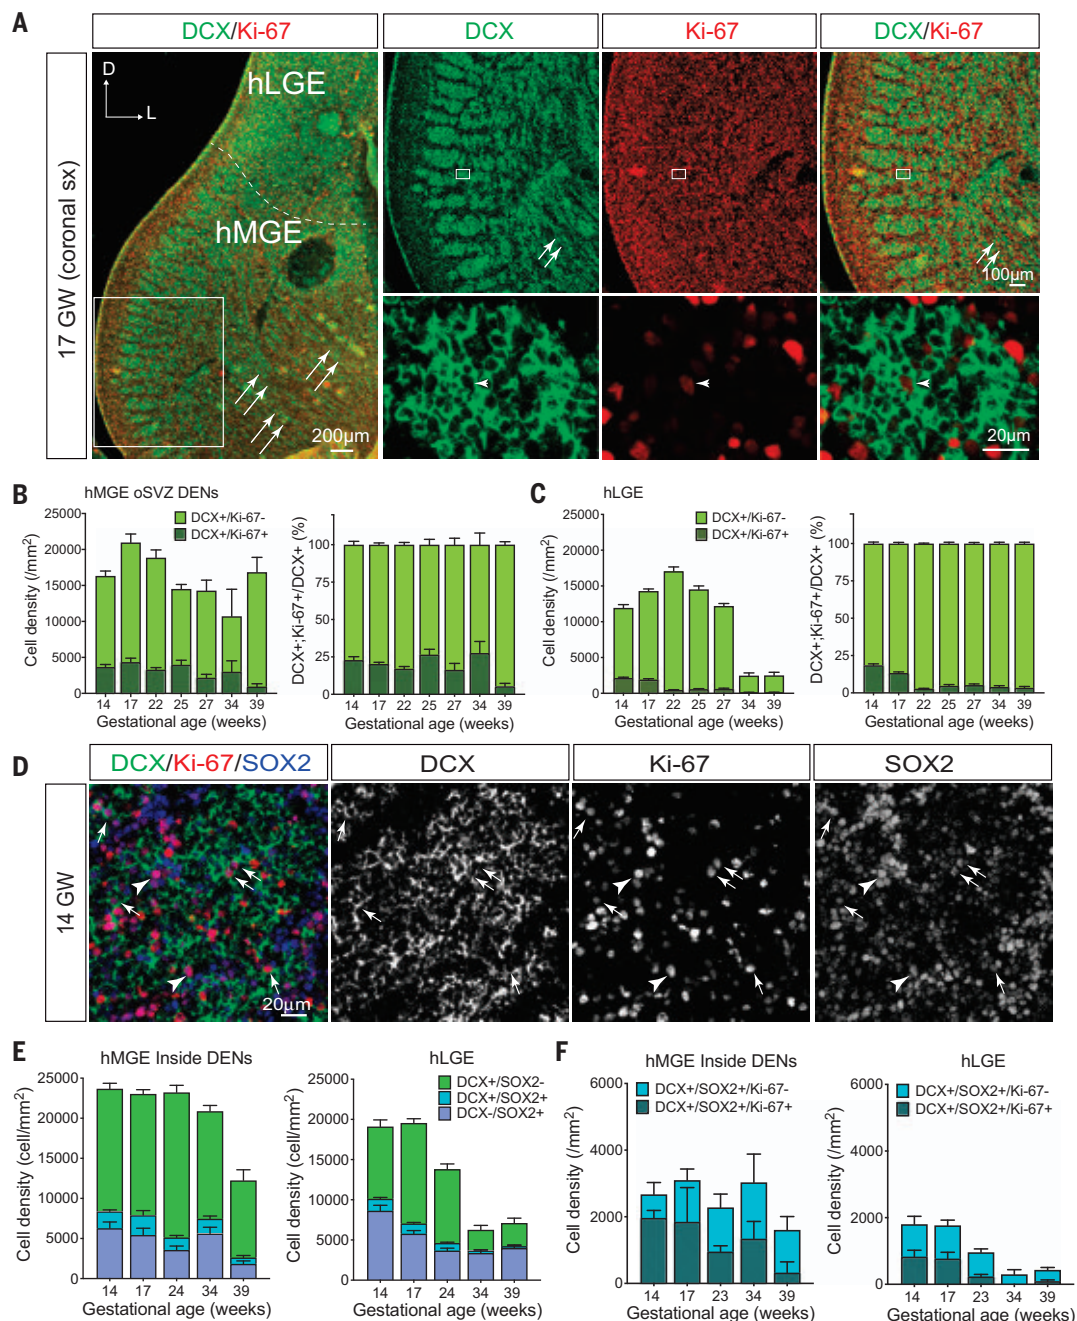 A
DCX/Ki-67
DCX
Ki-67
DCX/Ki-67
17 GW (coronal sx)
D
L
hLGE
hMGE
200µm
100µm
20µm
B
hMGE oSVZ DENs
Cell density (/mm2)
25000
20000
15000
10000
5000
0
DCX+/Ki-67-
DCX+/Ki-67+
14 17 22 25 27 34 39
Gestational age (weeks)
DCX+;Ki-67+/DCX+ (%)
100
75
50
25
0
14 17 22 25 27 34 39
Gestational age (weeks)
C
hLGE
Cell density (/mm2)
25000
20000
15000
10000
5000
0
DCX+/Ki-67-
DCX+/Ki-67+
14 17 22 25 27 34 39
Gestational age (weeks)
DCX+;Ki-67+/DCX+ (%)
100
75
50
25
0
14 17 22 25 27 34 39
Gestational age (weeks)
D
DCX/Ki-67/SOX2
DCX
Ki-67
SOX2
14 GW
20µm
E
hMGE Inside DENs
Cell density (cell/mm2)
25000
20000
15000
10000
5000
0
14 17 24 34 39
Gestational age (weeks)
hLGE
Cell density (cell/mm2)
25000
20000
15000
10000
5000
0
DCX+/SOX2-
DCX+/SOX2+
DCX-/SOX2+
14 17 24 34 39
Gestational age (weeks)
F
hMGE Inside DENs
Cell density (/mm2)
6000
4000
2000
0
DCX+/SOX2+/Ki-67-
DCX+/SOX2+/Ki-67+
14 17 23 34 39
Gestational age (weeks)
hLGE
Cell density (/mm2)
6000
4000
2000
0
DCX+/SOX2+/Ki-67-
DCX+/SOX2+/Ki-67+
14 17 23 34 39
Gestational age (weeks)